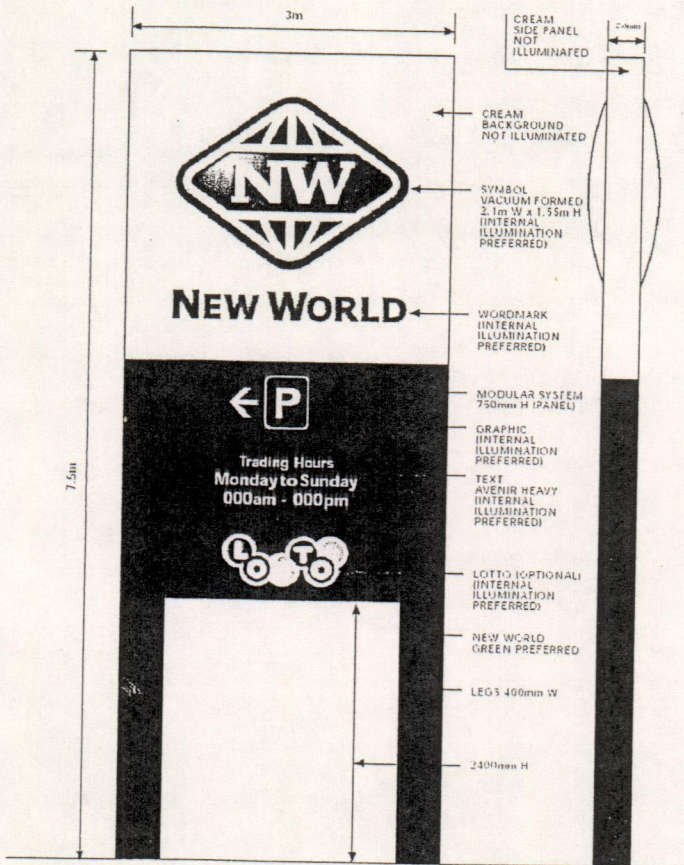 3m
CREAM
SIDE PANEL
NOT
ILLUMINATED
CREAM
BACKGROUND
NOT ILLUMINATED
NW
SYMBOL
VACUUM FORMED
2.1m W x 1.55m H
(INTERNAL
ILLUMINATION
PREFERRED)
NEW WORLD
WORDMARK
(INTERNAL
ILLUMINATION
PREFERRED)
P
MODULAR SYSTEM
750mm H (PANEL)
GRAPHIC
(INTERNAL
ILLUMINATION
PREFERRED)
7.5m
Trading Hours
Monday to Sunday
000am - 000pm
TEXT
AVENIR HEAVY
(INTERNAL
ILLUMINATION
PREFERRED)
LOTTO
LOTTO (OPTIONAL)
(INTERNAL
ILLUMINATION
PREFERRED)
NEW WORLD
GREEN PREFERRED
LEGS 400mm W
2400mm H